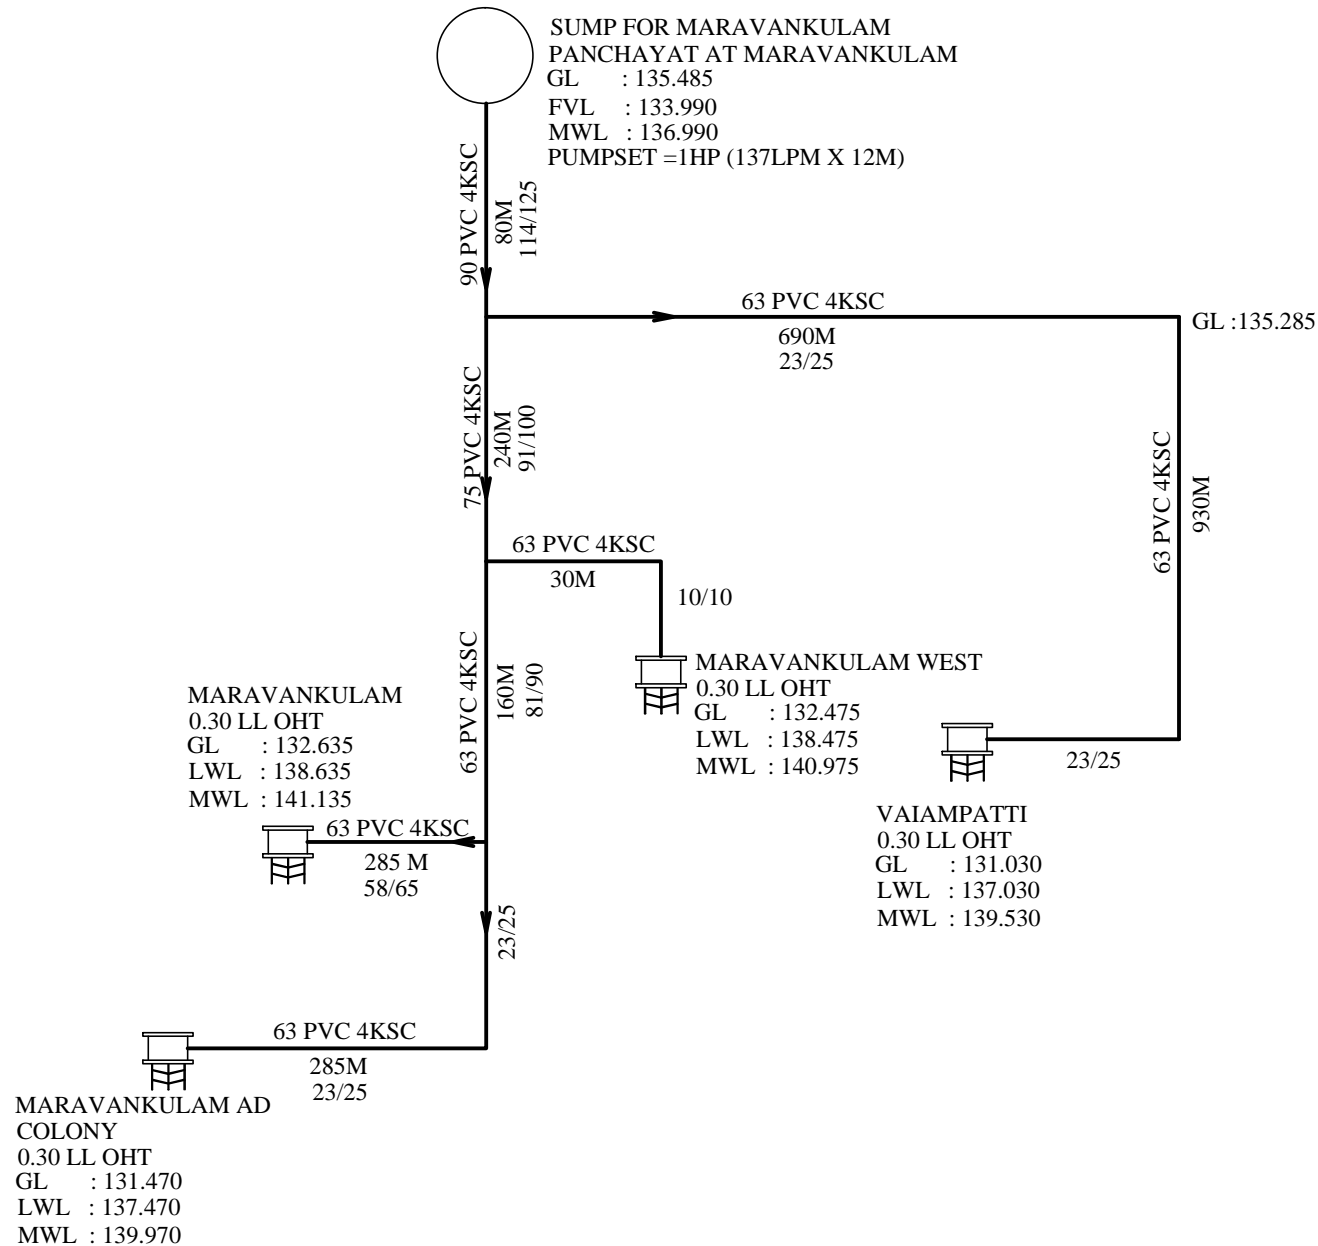 SUMP FOR MARAVANKULAM
PANCHAYAT AT MARAVANKULAM
GL : 135.485
FVL : 133.990
MWL : 136.990
PUMPSET =1HP (137LPM X 12M)
90 PVC 4KSC
80M
114/125
63 PVC 4KSC
690M
23/25
GL :135.285
75 PVC 4KSC
240M
91/100
63 PVC 4KSC
930M
63 PVC 4KSC
30M
10/10
MARAVANKULAM WEST
0.30 LL OHT
GL : 132.475
LWL : 138.475
MWL : 140.975
63 PVC 4KSC
160M
81/90
MARAVANKULAM
0.30 LL OHT
GL : 132.635
LWL : 138.635
MWL : 141.135
23/25
VAIAMPATTI
0.30 LL OHT
GL : 131.030
LWL : 137.030
MWL : 139.530
63 PVC 4KSC
285 M
58/65
23/25
63 PVC 4KSC
285M
23/25
MARAVANKULAM AD
COLONY
0.30 LL OHT
GL : 131.470
LWL : 137.470
MWL : 139.970